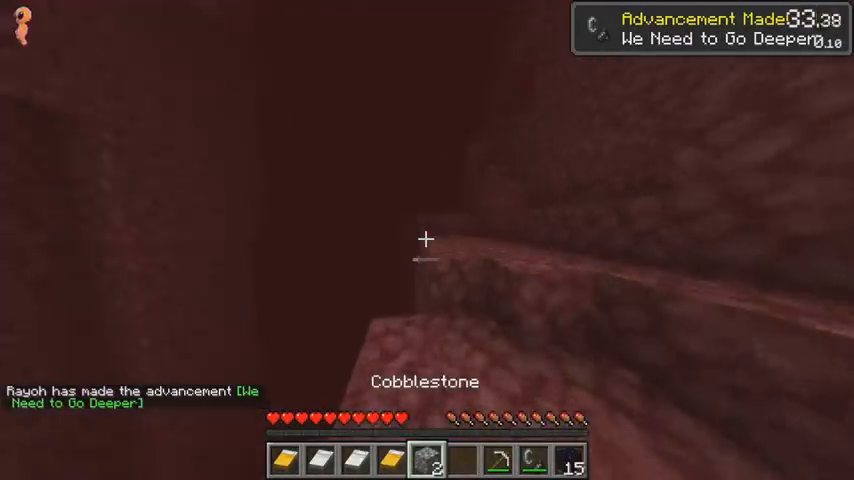 Advancement Made
33.38
We Need to Go Deeper
0.10
Cobblestone
Rayoh has made the advancement [We
Need to Go Deeper]
2
15